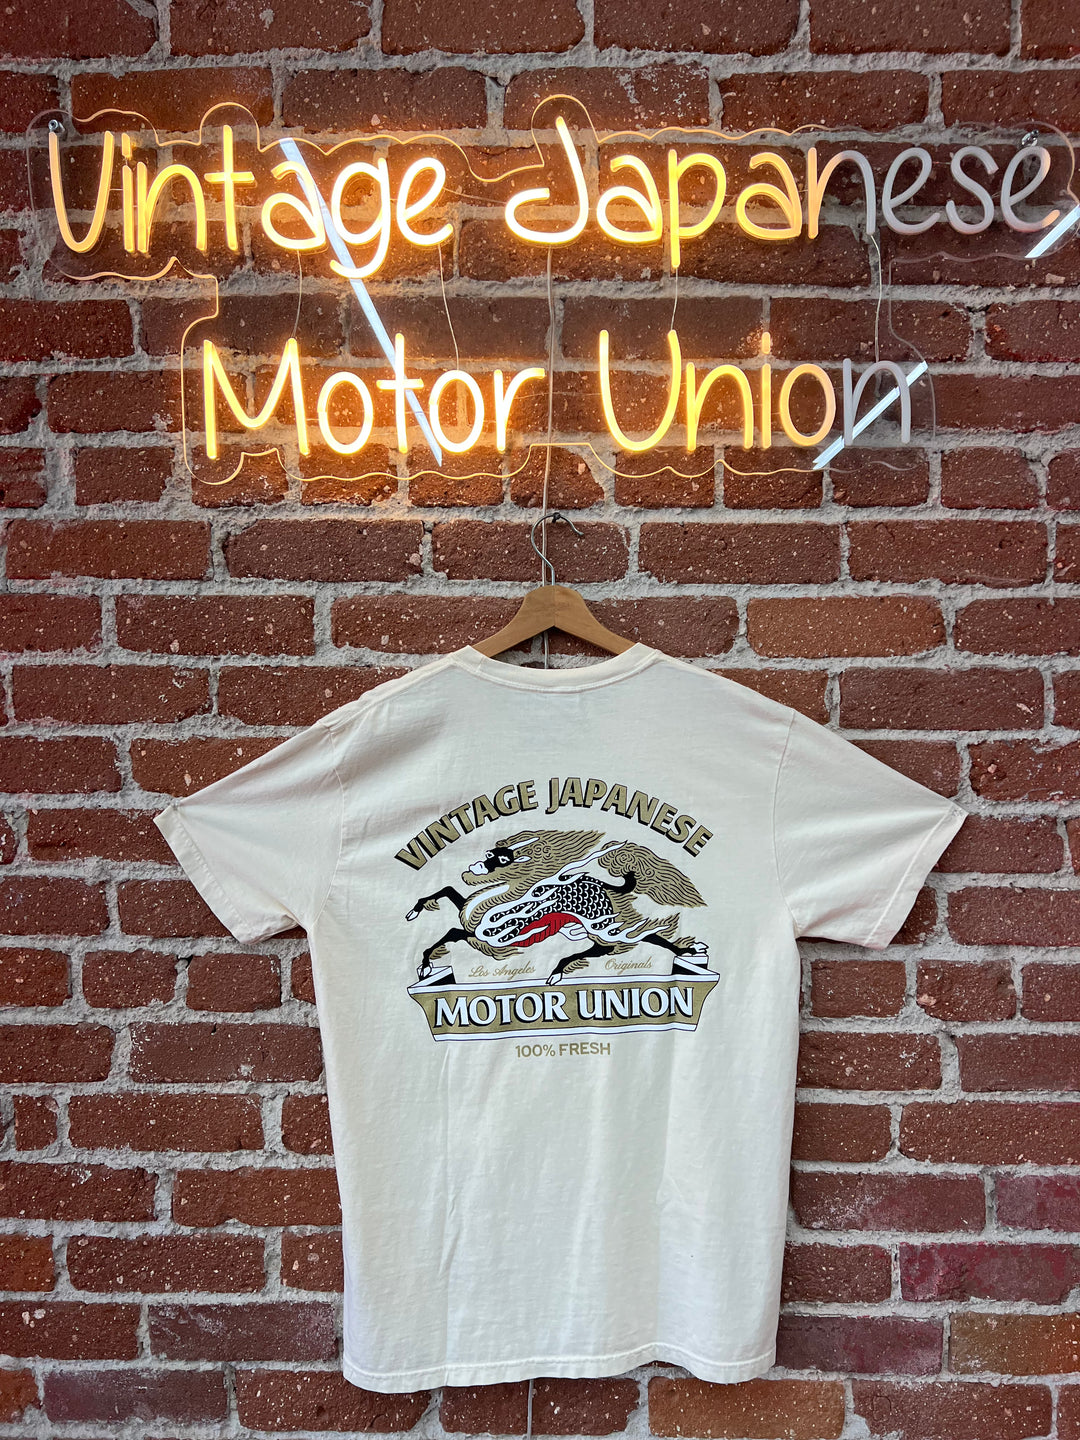 Vintage Japanese
Motor Union
VINTAGE JAPANESE
Los Angeles Originals
MOTOR UNION
100% FRESH